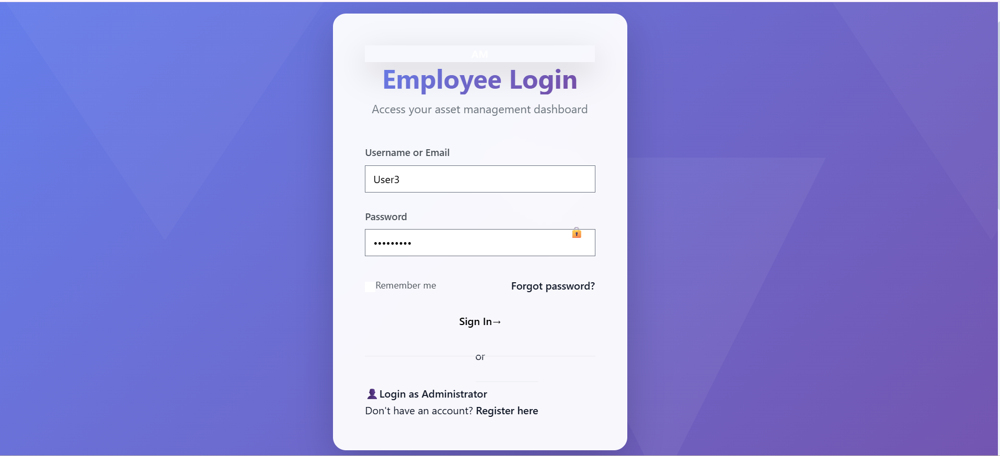 AM
Employee Login
Access your asset management dashboard
Username or Email
User3
Password
•••••••••
Remember me Forgot password?
Sign In→
or
Login as Administrator
Don't have an account? Register here